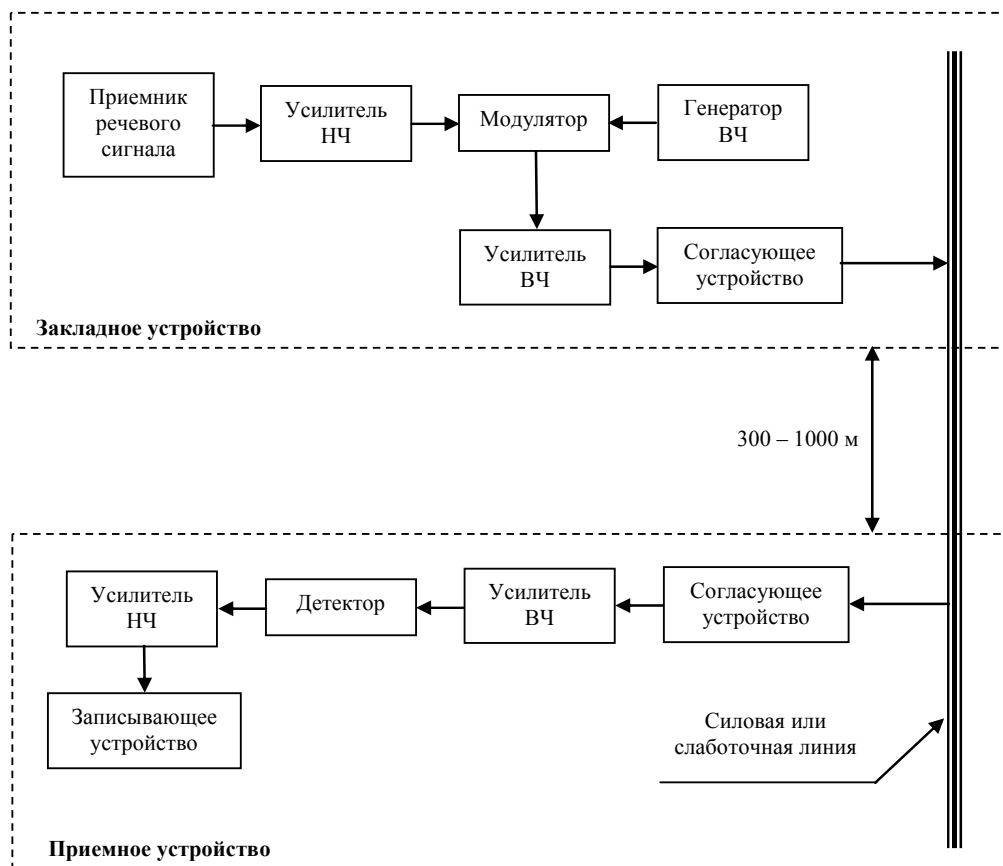 Приемник
речевого
сигнала
Усилитель
НЧ
Модулятор
Генератор
ВЧ
Усилитель
ВЧ
Согласующее
устройство
Закладное устройство
300 – 1000 м
Усилитель
НЧ
Детектор
Усилитель
ВЧ
Согласующее
устройство
Записывающее
устройство
Силовая или
слаботочная линия
Приемное устройство